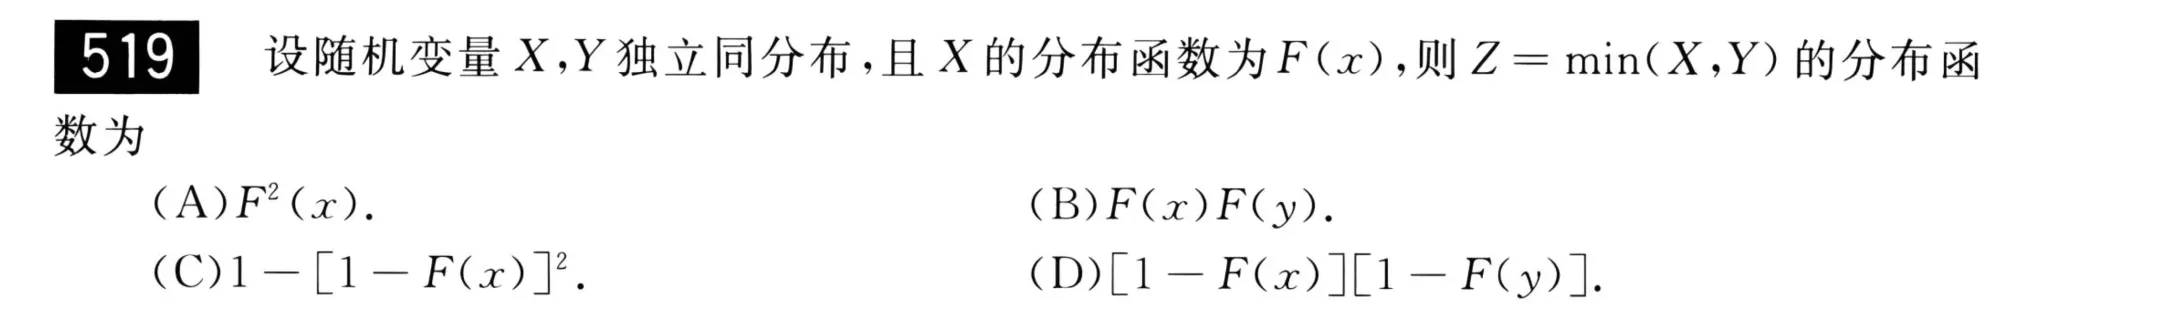 519 设随机变量 X,Y 独立同分布,且 X 的分布函数为 F(x),则 Z = min(X,Y) 的分布函
数为
(A)F²(x). (B)F(x)F(y).
(C)1-[1-F(x)]². (D)[1-F(x)][1-F(y)].